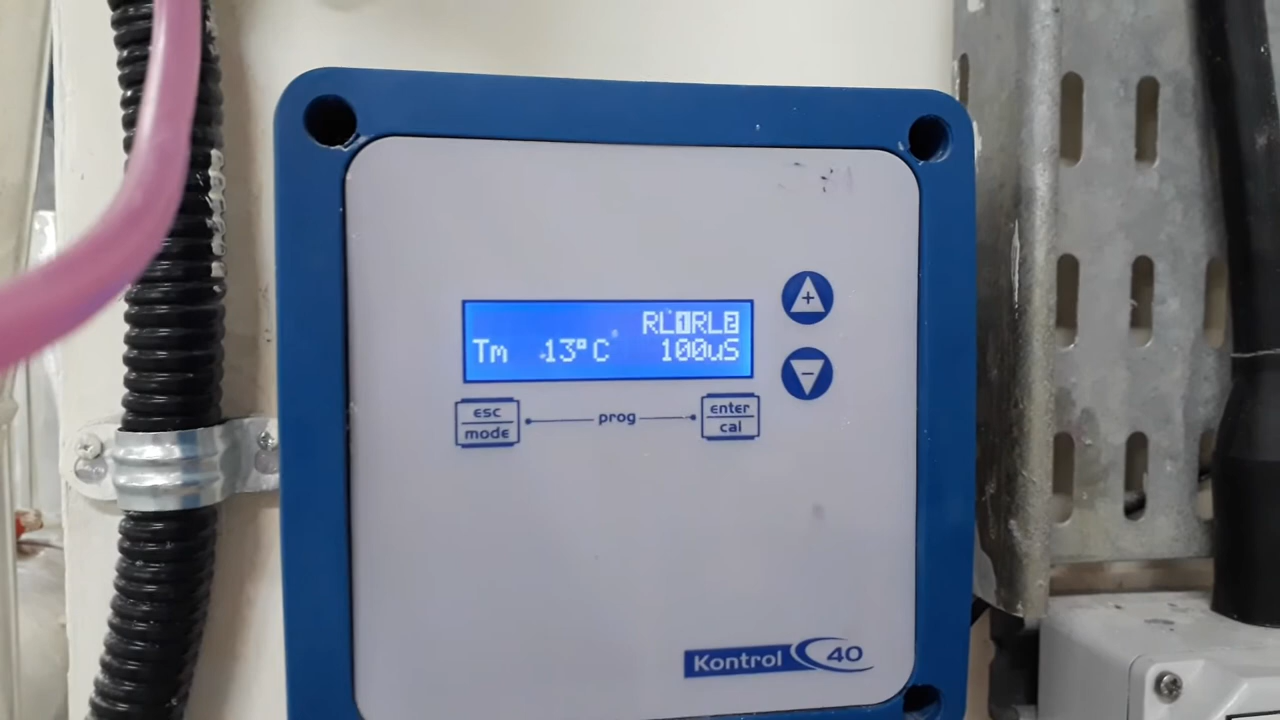 RL1RL2
Tm 13°C 100uS
+
−
esc
mode
prog
enter
cal
Kontrol 40